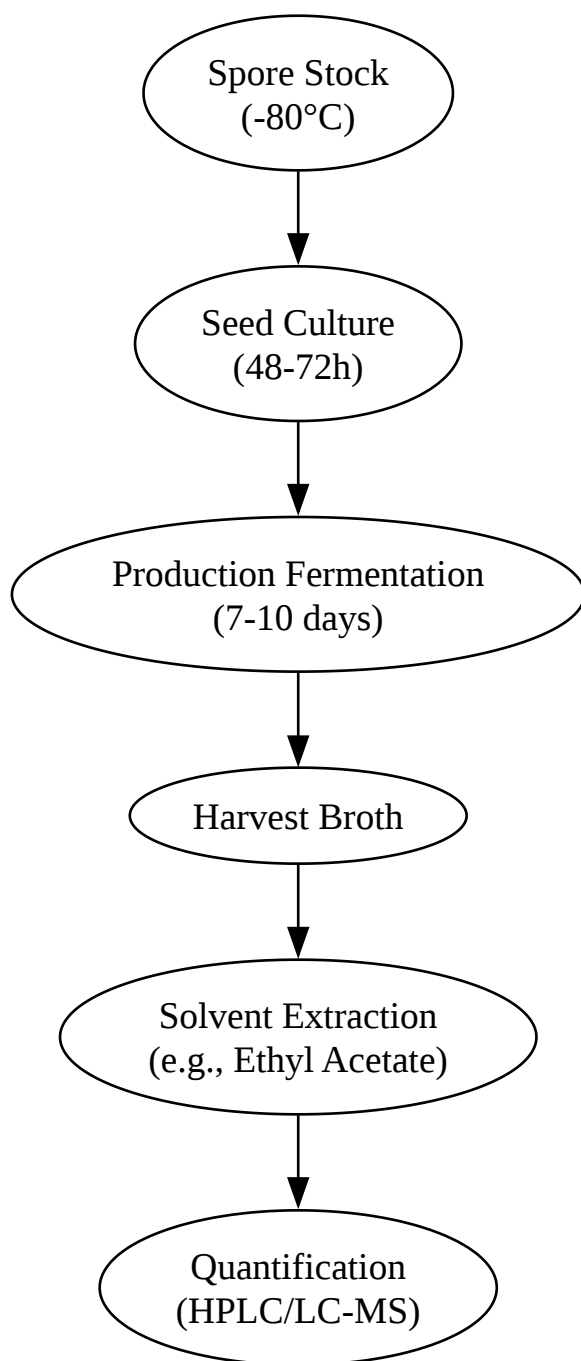 Spore Stock
(-80°C)
Seed Culture
(48-72h)
Production Fermentation
(7-10 days)
Harvest Broth
Solvent Extraction
(e.g., Ethyl Acetate)
Quantification
(HPLC/LC-MS)